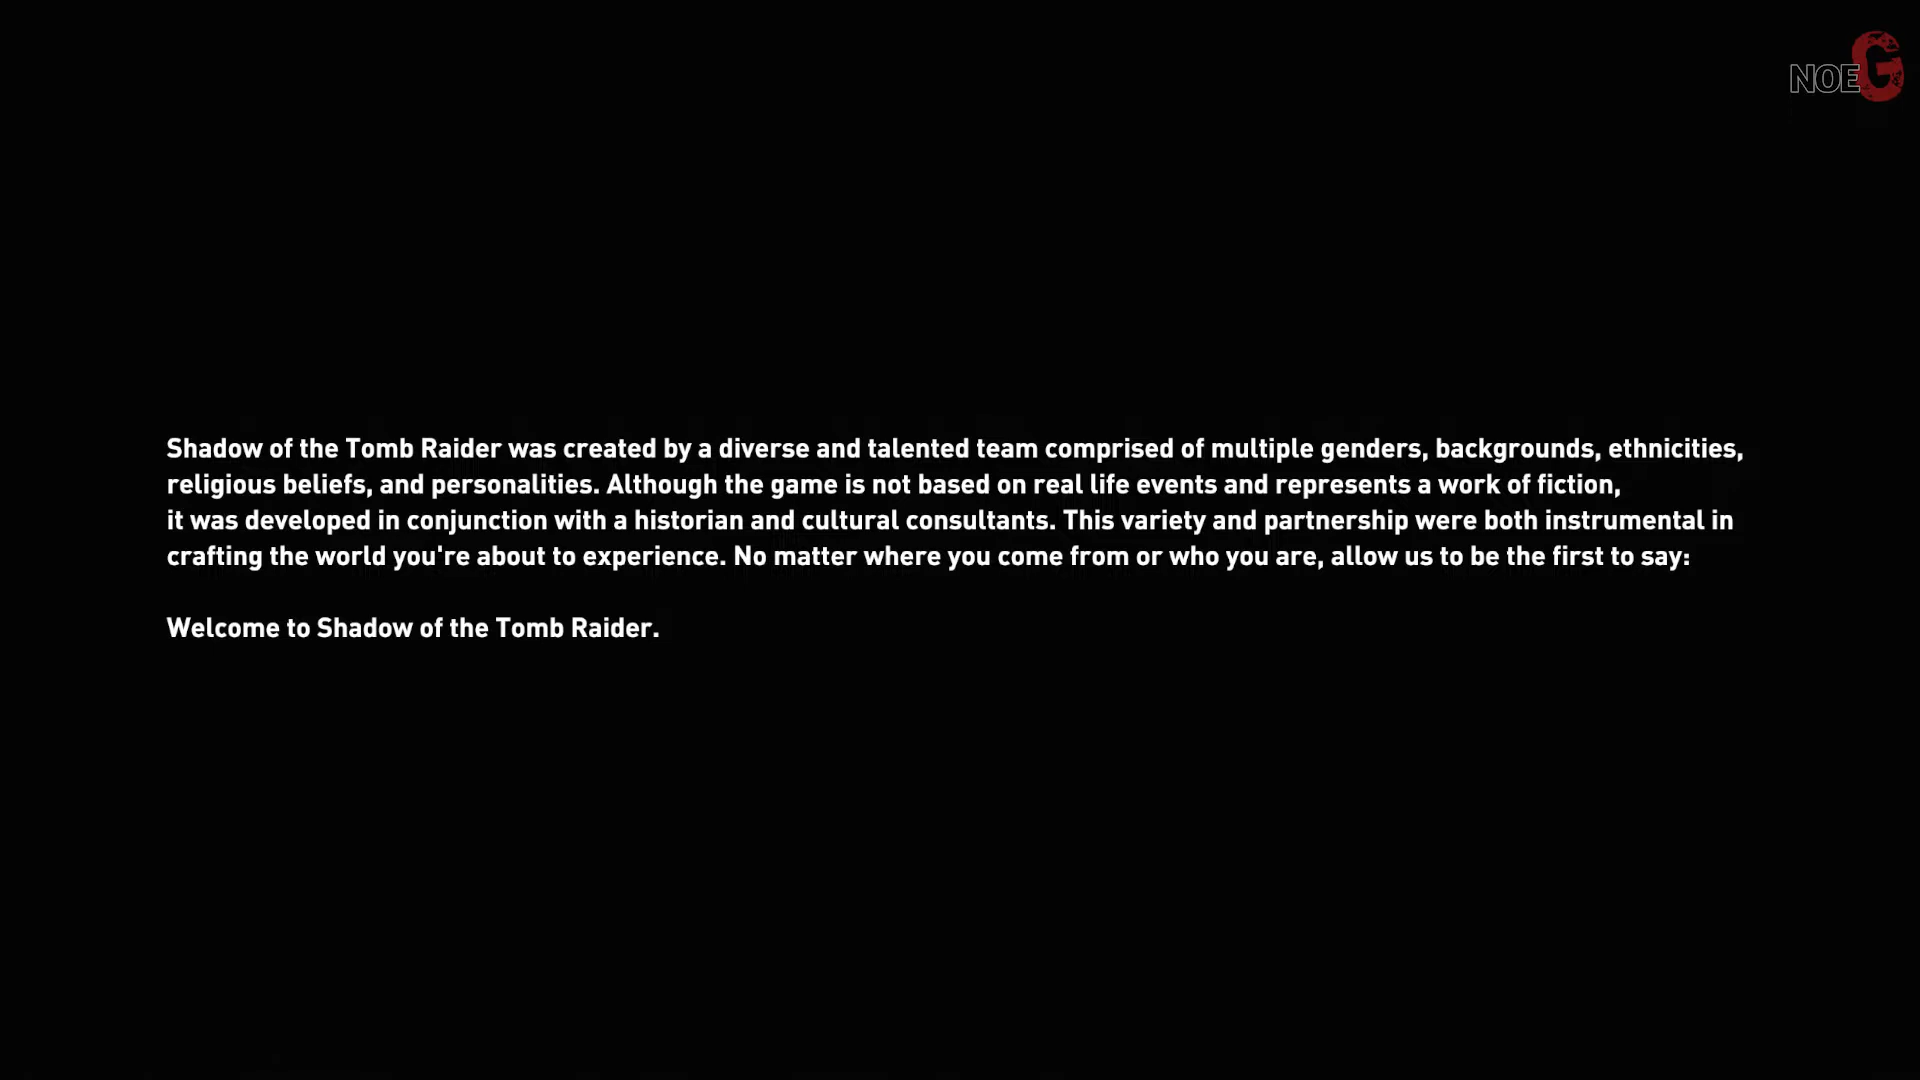 NOEG
Shadow of the Tomb Raider was created by a diverse and talented team comprised of multiple genders, backgrounds, ethnicities,
religious beliefs, and personalities. Although the game is not based on real life events and represents a work of fiction,
it was developed in conjunction with a historian and cultural consultants. This variety and partnership were both instrumental in
crafting the world you're about to experience. No matter where you come from or who you are, allow us to be the first to say:
Welcome to Shadow of the Tomb Raider.